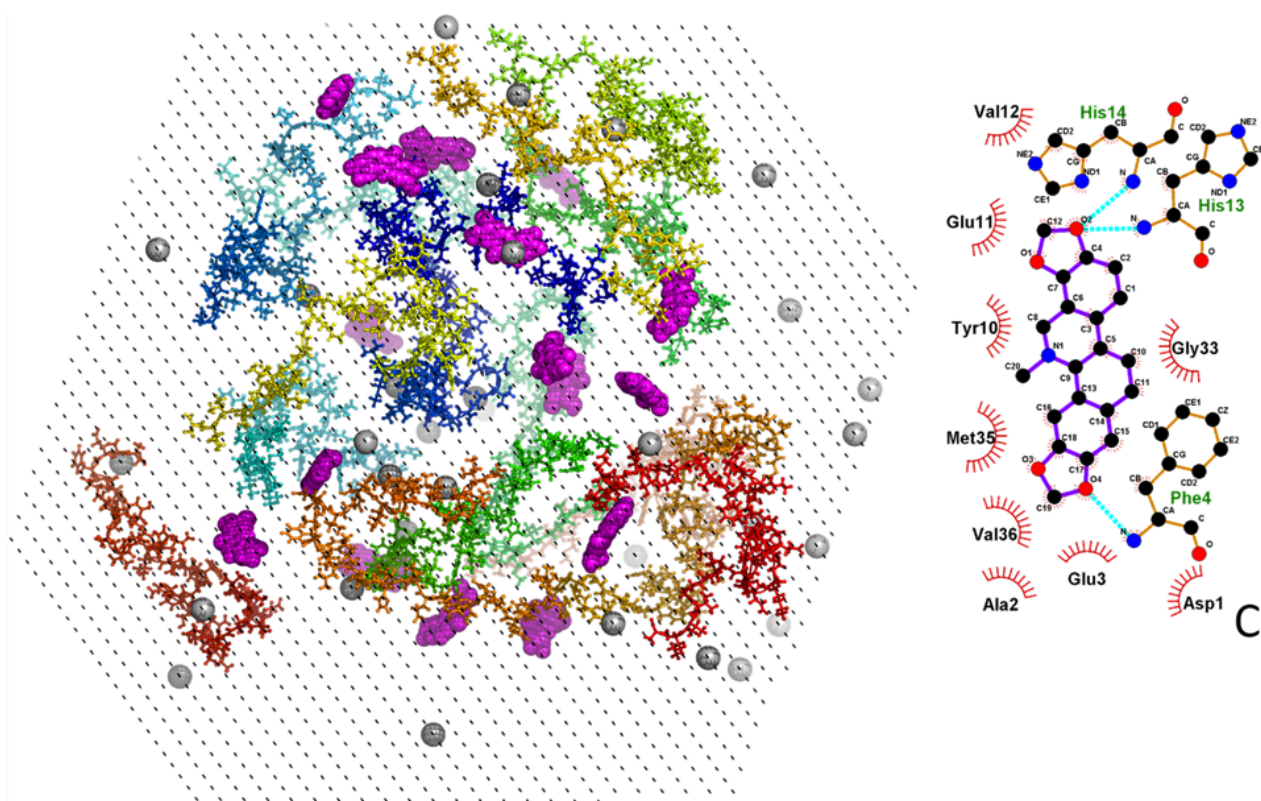 Val12
His14
O
CD2
CB
C
CD2
NE2
NE2
CG
CA
CG
ND1
N
CB
CE1
ND1
His13
Glu11
C12
O2
N
CA
C
O1
C4
C2
O
C7
C6
C1
Tyr10
C8
C3
N1
C5
C10
Gly33
C20
C9
C13
C11
CE1
CZ
C16
C14
C15
CD1
CE2
Met35
C18
CG
CD2
O3
C17
O4
CB
Phe4
C19
CA
C
Val36
N
O
Glu3
Ala2
Asp1
C